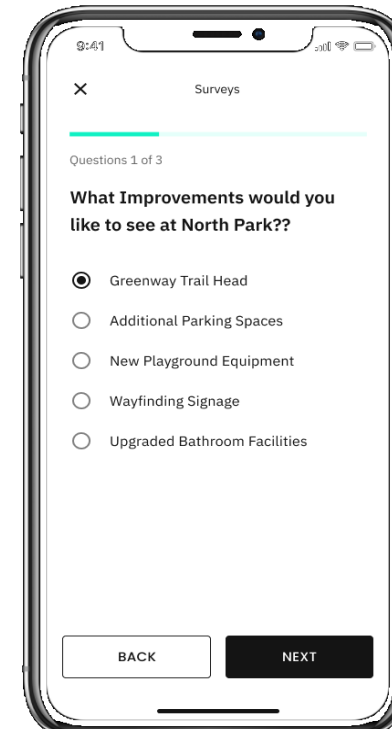 9:41
Surveys
Questions 1 of 3
What Improvements would you
like to see at North Park??
Greenway Trail Head
Additional Parking Spaces
New Playground Equipment
Wayfinding Signage
Upgraded Bathroom Facilities
BACK NEXT